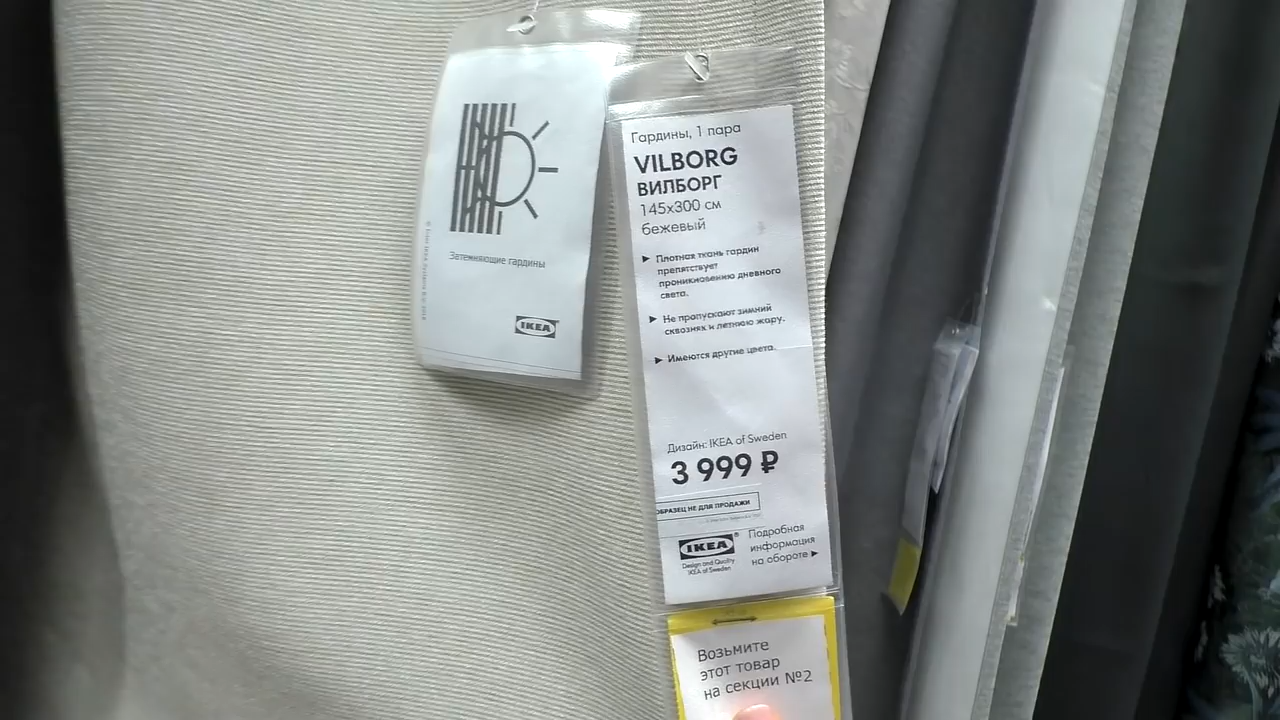 Затемняющие гардины
IKEA
Гардины, 1 пара
VILBORG
ВИЛБОРГ
145х300 см
бежевый
▶ Плотная ткань гардин
препятствует
проникновению дневного
света.
▶ Не пропускают зимний
сквозняк и летнюю жару.
▶ Имеются другие цвета.
Дизайн: IKEA of Sweden
3 999 ₽
ОБРАЗЕЦ НЕ ДЛЯ ПРОДАЖИ
IKEA®
Design and Quality
IKEA of Sweden
Подробная
информация
на обороте ▶
Возьмите
этот товар
на секции №2